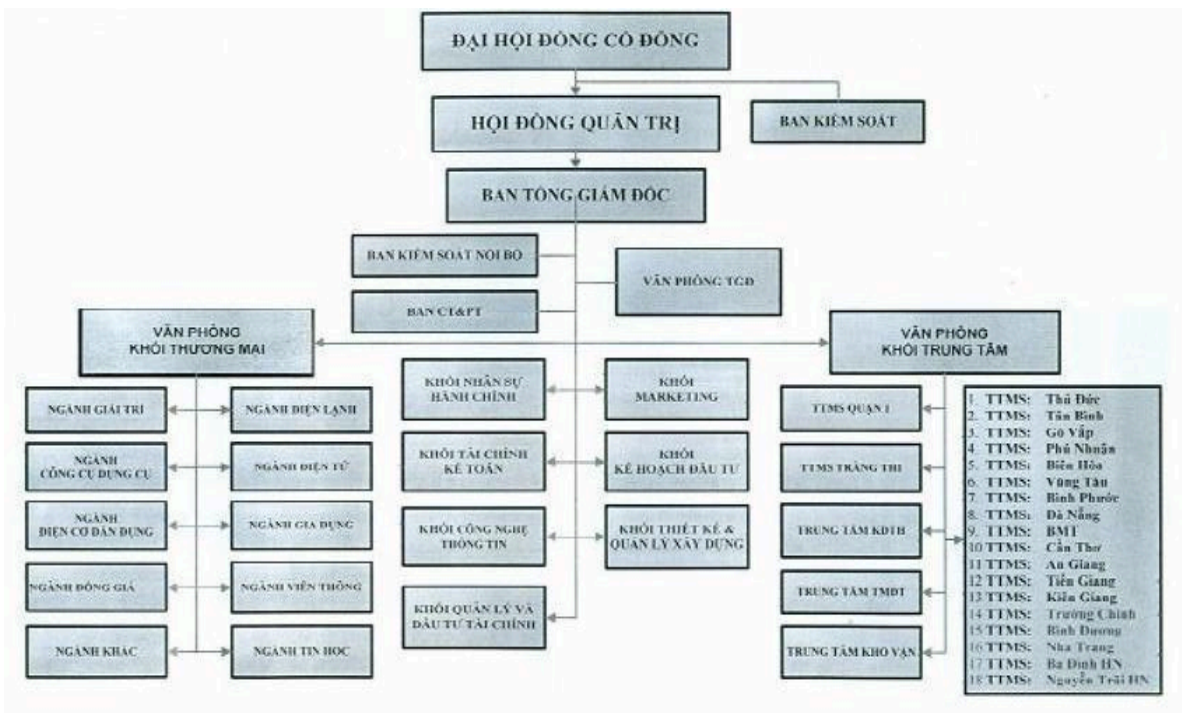 ĐẠI HỘI ĐỒNG CỔ ĐÔNG
HỘI ĐỒNG QUẢN TRỊ
BAN KIỂM SOÁT
BAN TỔNG GIÁM ĐỐC
BAN KIỂM SOÁT NỘI BỘ
VĂN PHÒNG TGĐ
BAN CT&PT
VĂN PHÒNG
KHỐI THƯƠNG MẠI
VĂN PHÒNG
KHỐI TRUNG TÂM
NGÀNH GIẢI TRÍ
NGÀNH ĐIỆN LẠNH
NGÀNH
CÔNG CỤ DỤNG CỤ
NGÀNH ĐIỆN TỬ
NGÀNH
ĐIỆN CƠ DÂN DỤNG
NGÀNH GIA DỤNG
NGÀNH ĐỒNG GIÁ
NGÀNH VIỄN THÔNG
NGÀNH KHÁC
NGÀNH TIN HỌC
KHỐI NHÂN SỰ
HÀNH CHÍNH
KHỐI
MARKETING
KHỐI TÀI CHÍNH
KẾ TOÁN
KHỐI
KẾ HOẠCH ĐẦU TƯ
KHỐI CÔNG NGHỆ
THÔNG TIN
KHỐI THIẾT KẾ &
QUẢN LÝ XÂY DỰNG
KHỐI QUẢN LÝ VÀ
ĐẦU TƯ TÀI CHÍNH
TTMS QUẬN 1
TTMS TRÀNG THI
TRUNG TÂM KDTB
TRUNG TÂM TMĐT
TRUNG TÂM KHO VẬN
1. TTMS: Thủ Đức
2. TTMS: Tân Bình
3. TTMS: Gò Vấp
4. TTMS: Phú Nhuận
5. TTMS: Biên Hòa
6. TTMS: Vũng Tàu
7. TTMS: Bình Phước
8. TTMS: Đà Nẵng
9. TTMS: BMT
10 TTMS: Cần Thơ
11 TTMS: An Giang
12 TTMS: Tiền Giang
13 TTMS: Kiên Giang
14 TTMS: Trường Chinh
15 TTMS: Bình Dương
16 TTMS: Nha Trang
17 TTMS: Ba Đình HN
18 TTMS: Nguyễn Trãi HN